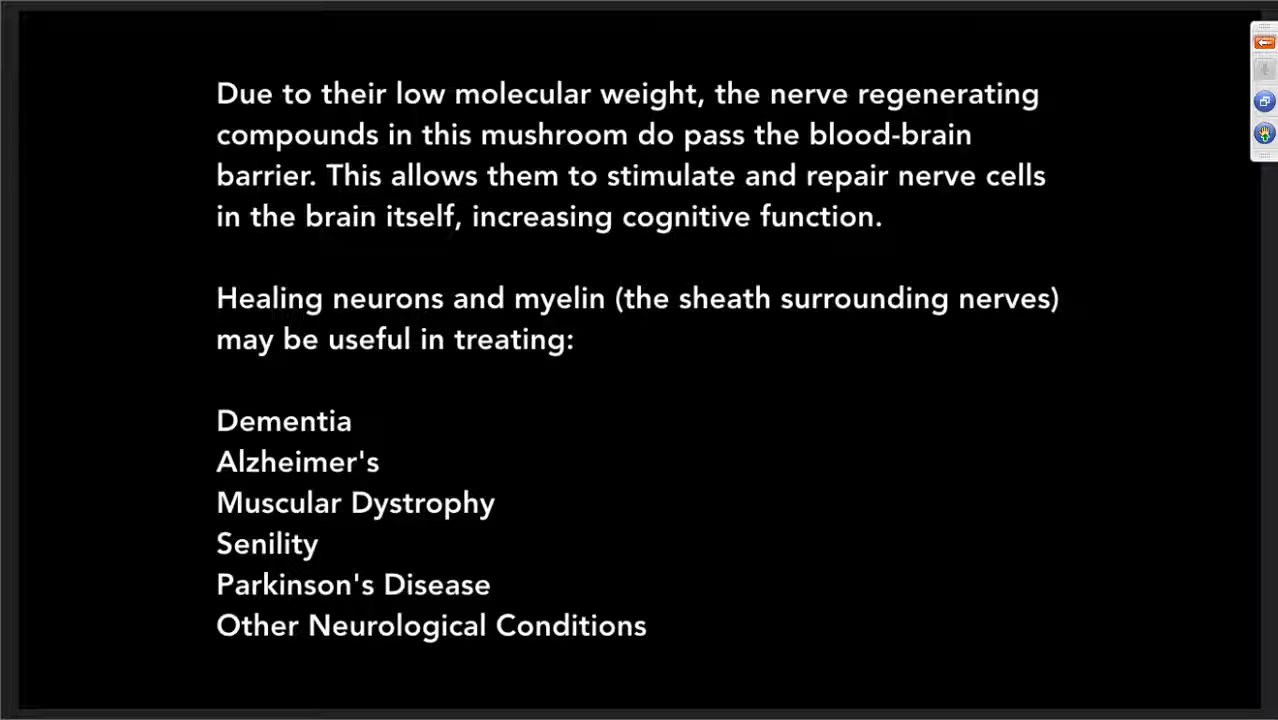 Due to their low molecular weight, the nerve regenerating
compounds in this mushroom do pass the blood-brain
barrier. This allows them to stimulate and repair nerve cells
in the brain itself, increasing cognitive function.
Healing neurons and myelin (the sheath surrounding nerves)
may be useful in treating:
Dementia
Alzheimer's
Muscular Dystrophy
Senility
Parkinson's Disease
Other Neurological Conditions